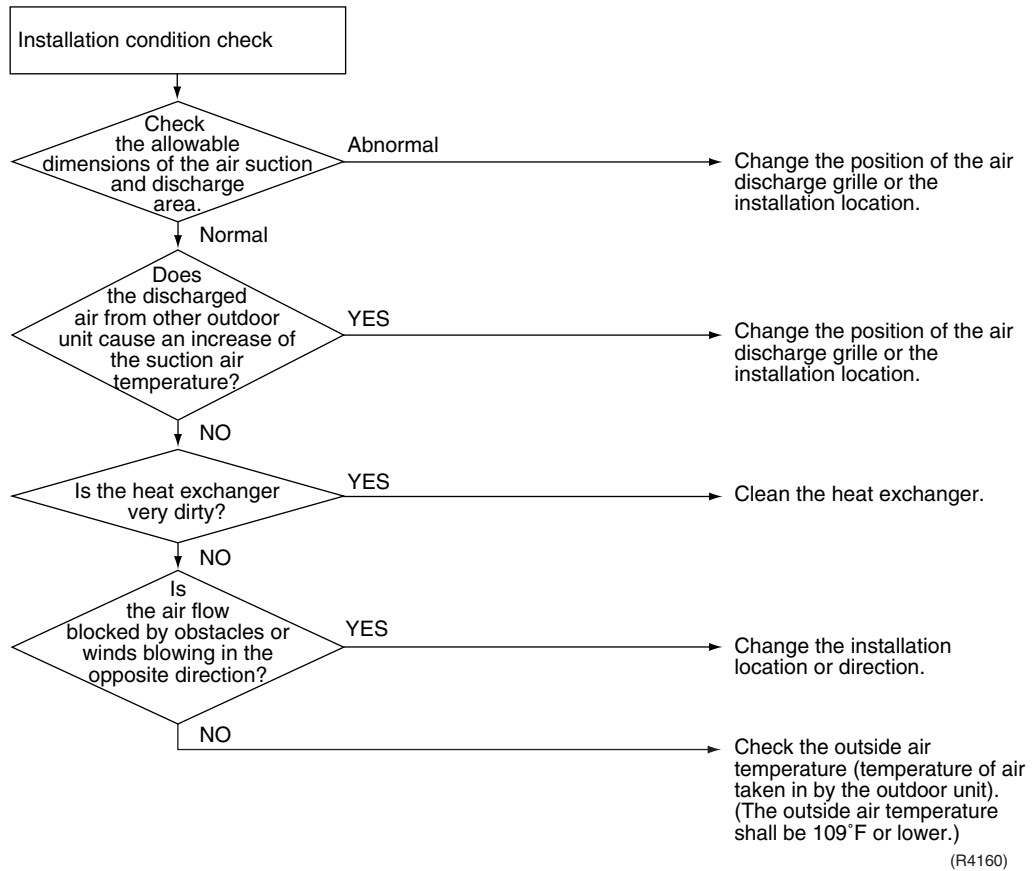 Installation condition check
Check
the allowable
dimensions of the air suction
and discharge
area.
Abnormal
Change the position of the air
discharge grille or the
installation location.
Normal
Does
the discharged
air from other outdoor
unit cause an increase of
the suction air
temperature?
YES
Change the position of the air
discharge grille or the
installation location.
NO
Is the heat exchanger
very dirty?
YES
Clean the heat exchanger.
NO
Is
the air flow
blocked by obstacles or
winds blowing in the
opposite direction?
YES
Change the installation
location or direction.
NO
Check the outside air
temperature (temperature of air
taken in by the outdoor unit).
(The outside air temperature
shall be 109˚F or lower.)
(R4160)